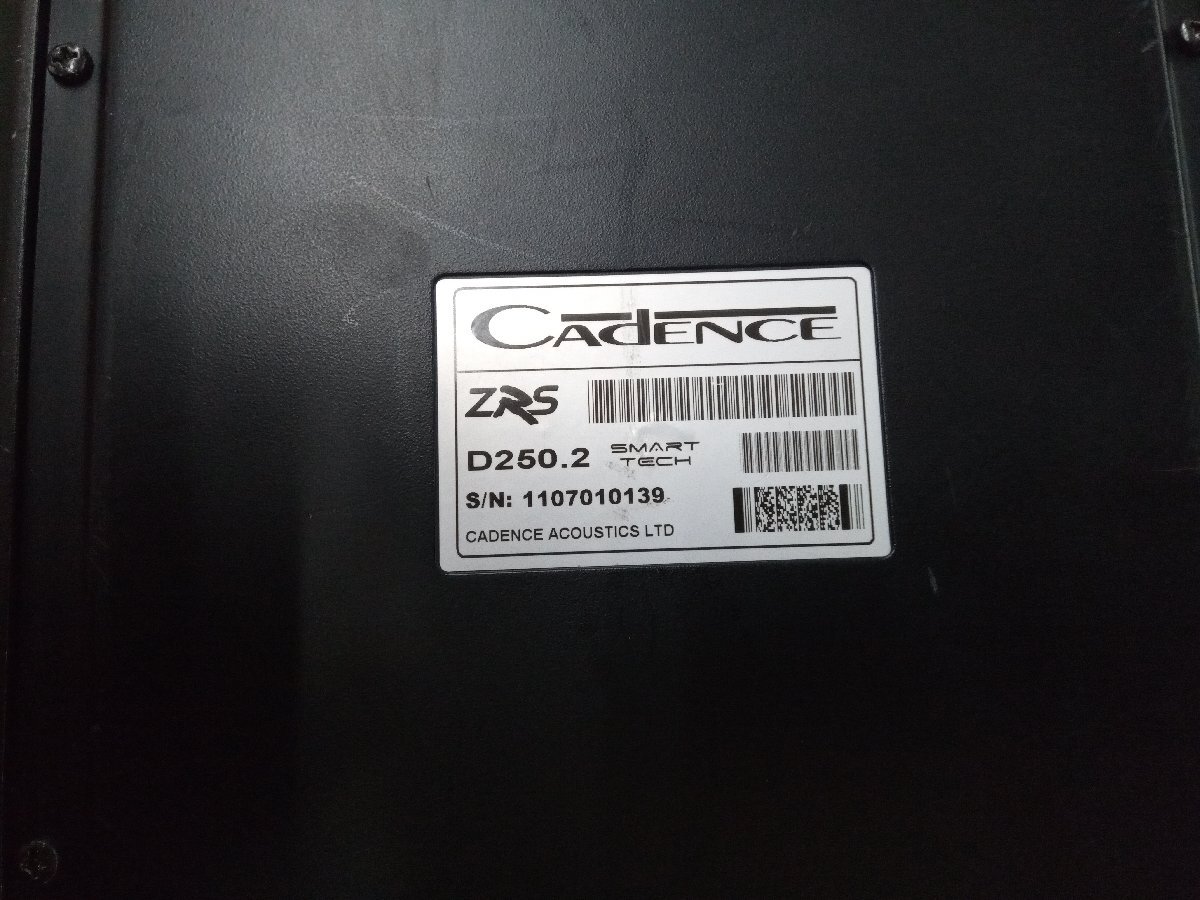 CADENCE
ZRS
D250.2 SMART TECH
S/N: 1107010139
CADENCE ACOUSTICS LTD